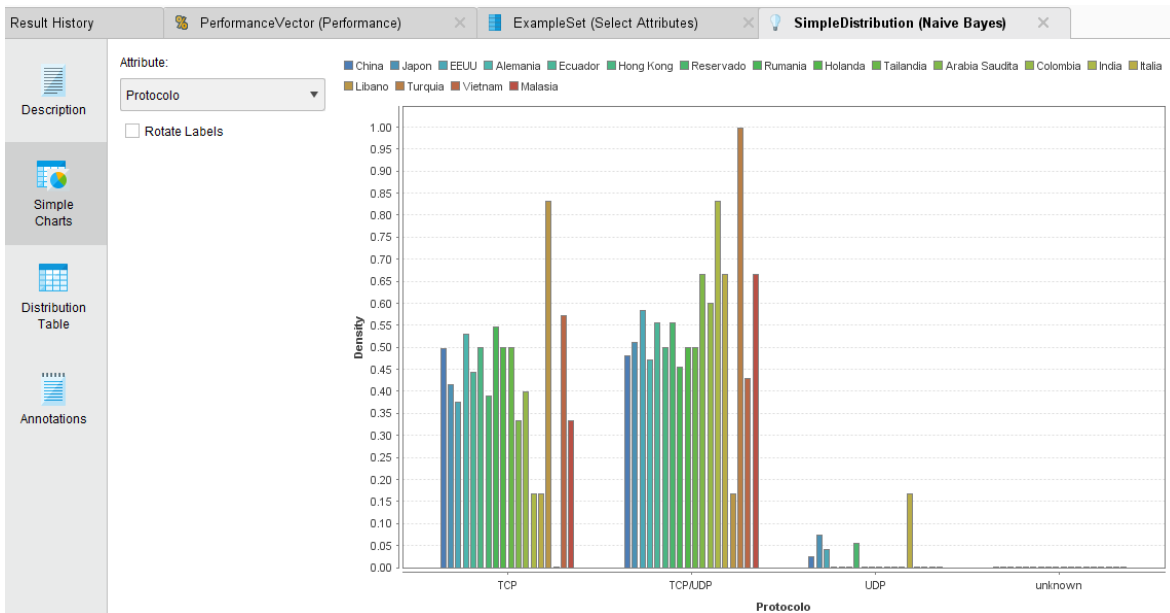 Result History
PerformanceVector (Performance)
ExampleSet (Select Attributes)
SimpleDistribution (Naive Bayes)
Description
Simple
Charts
Distribution
Table
Annotations
Attribute:
Protocolo
Rotate Labels
China Japon EEUU Alemania Ecuador Hong Kong Reservado Rumania Holanda Tailandia Arabia Saudita Colombia India Italia
Libano Turquia Vietnam Malasia
1.00
0.95
0.90
0.85
0.80
0.75
0.70
0.65
0.60
0.55
0.50
0.45
0.40
0.35
0.30
0.25
0.20
0.15
0.10
0.05
0.00
Density
TCP TCP/UDP UDP unknown
Protocolo